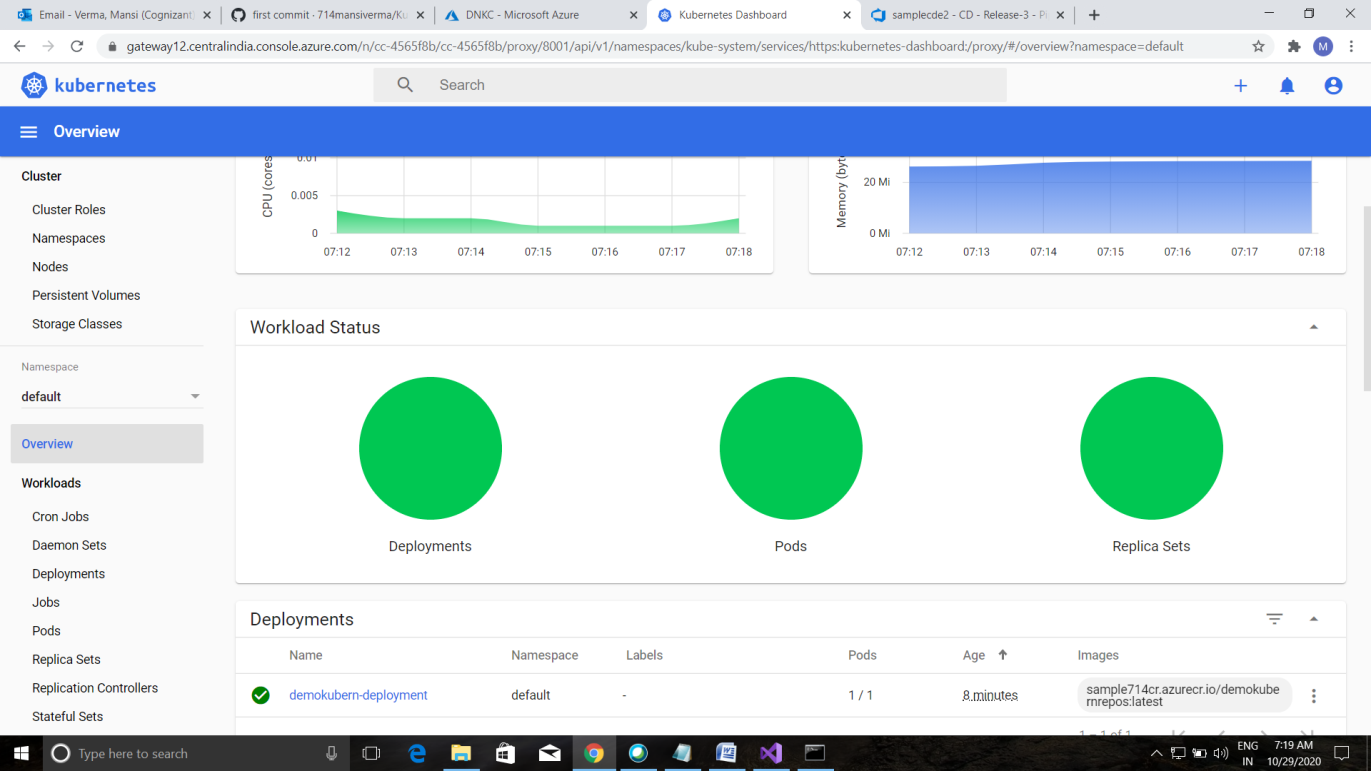 Email - Verma, Mansi (Cognizant)
first commit · 714mansiverma/Ku
DNKC - Microsoft Azure
Kubernetes Dashboard
samplecde2 - CD - Release-3 - Pi
gateway12.centralindia.console.azure.com/n/cc-4565f8b/cc-4565f8b/proxy/8001/api/v1/namespaces/kube-system/services/https:kubernetes-dashboard:/proxy/#/overview?namespace=default
M
kubernetes
Search
Overview
Cluster
Cluster Roles
Namespaces
Nodes
Persistent Volumes
Storage Classes
Namespace
default
Overview
Workloads
Cron Jobs
Daemon Sets
Deployments
Jobs
Pods
Replica Sets
Replication Controllers
Stateful Sets
CPU (cores
0.01
0.005
0
07:12 07:13 07:14 07:15 07:16 07:17 07:18
Memory (byt
20 Mi
0 Mi
07:12 07:13 07:14 07:15 07:16 07:17 07:18
Workload Status
Deployments
Pods
Replica Sets
Deployments
Name Namespace Labels Pods Age Images
demokubern-deployment default - 1 / 1 8 minutes sample714cr.azurecr.io/demokube
rnrepos:latest
1 – 1 of 1
Type here to search
ENG
IN
7:19 AM
10/29/2020